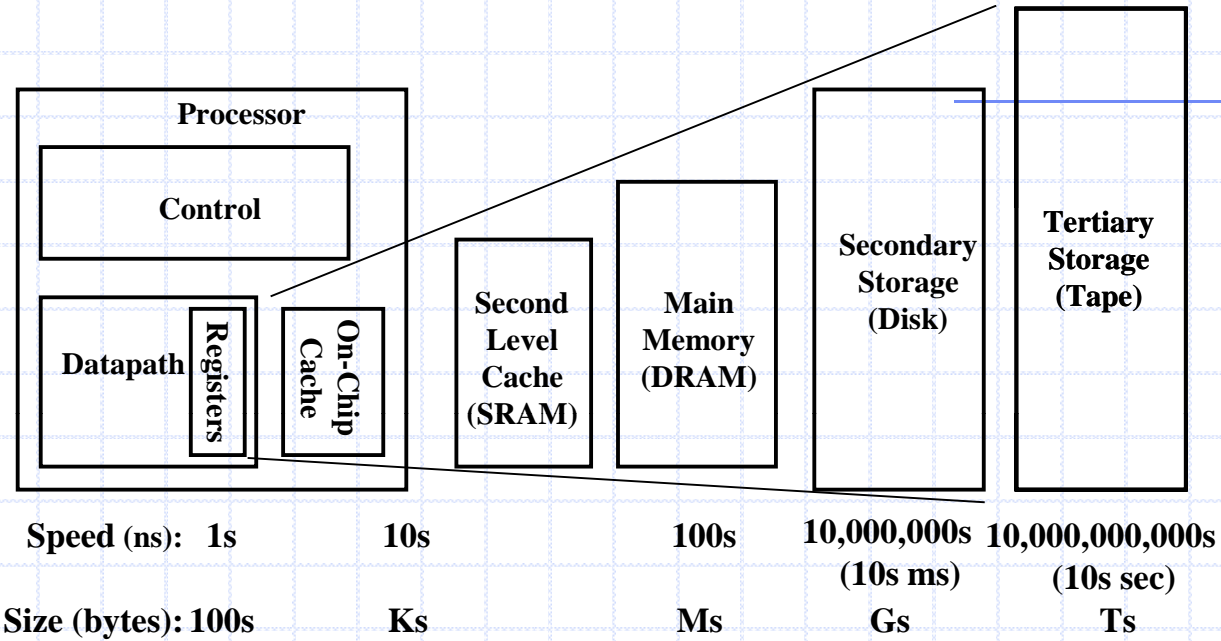 Processor
Control
Datapath
Registers
On-Chip
Cache
Second
Level
Cache
(SRAM)
Main
Memory
(DRAM)
Secondary
Storage
(Disk)
Tertiary
Storage
(Tape)
Speed (ns): 1s 10s 100s 10,000,000s 10,000,000,000s
(10s ms) (10s sec)
Size (bytes): 100s Ks Ms Gs Ts